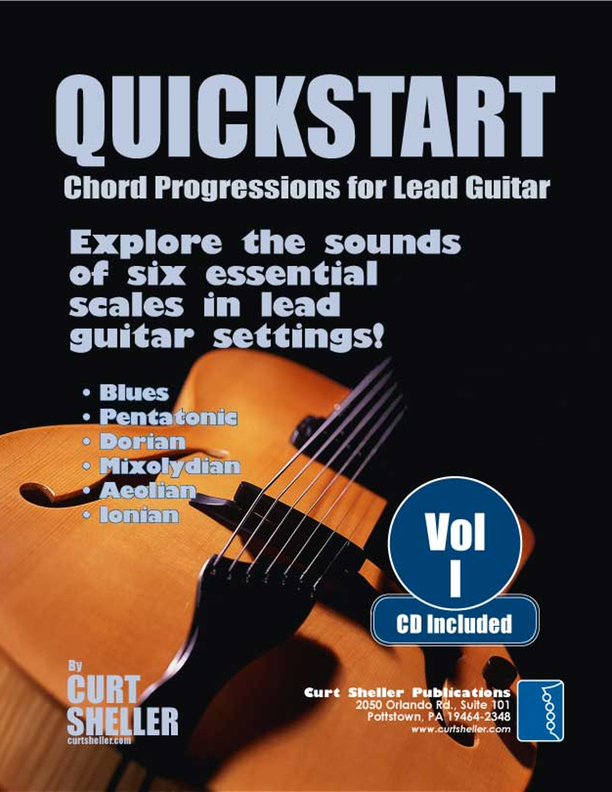 QUICKSTART
Chord Progressions for Lead Guitar
Explore the sounds
of six essential
scales in lead
guitar settings!
• Blues
• Pentatonic
• Dorian
• Mixolydian
• Aeolian
• Ionian
Vol
I
CD Included
By
CURT
SHELLER
curtsheller.com
Curt Sheller Publications
2050 Orlando Rd., Suite 101
Pottstown, PA 19464-2348
www.curtsheller.com